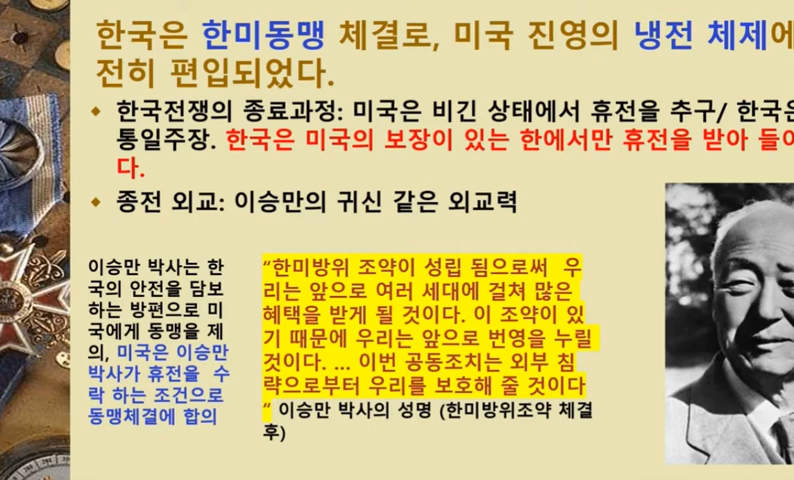 한국은 한미동맹 체결로, 미국 진영의 냉전 체제에
전히 편입되었다.
한국전쟁의 종료과정: 미국은 비긴 상태에서 휴전을 추구/ 한국은
통일주장. 한국은 미국의 보장이 있는 한에서만 휴전을 받아 들이
다.
종전 외교: 이승만의 귀신 같은 외교력
이승만 박사는 한
국의 안전을 담보
하는 방편으로 미
국에게 동맹을 제
의, 미국은 이승만
박사가 휴전을 수
락 하는 조건으로
동맹체결에 합의
“한미방위 조약이 성립 됨으로써 우
리는 앞으로 여러 세대에 걸쳐 많은
혜택을 받게 될 것이다. 이 조약이 있
기 때문에 우리는 앞으로 번영을 누릴
것이다. ... 이번 공동조치는 외부 침
략으로부터 우리를 보호해 줄 것이다
“ 이승만 박사의 성명 (한미방위조약 체결
후)